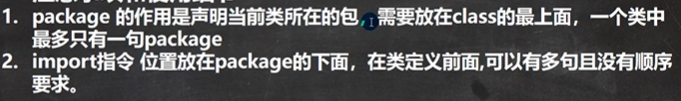 1. package 的作用是声明当前类所在的包，需要放在class的最上面，一个类中
最多只有一句package
2. import指令 位置放在package的下面，在类定义前面,可以有多句且没有顺序
要求。